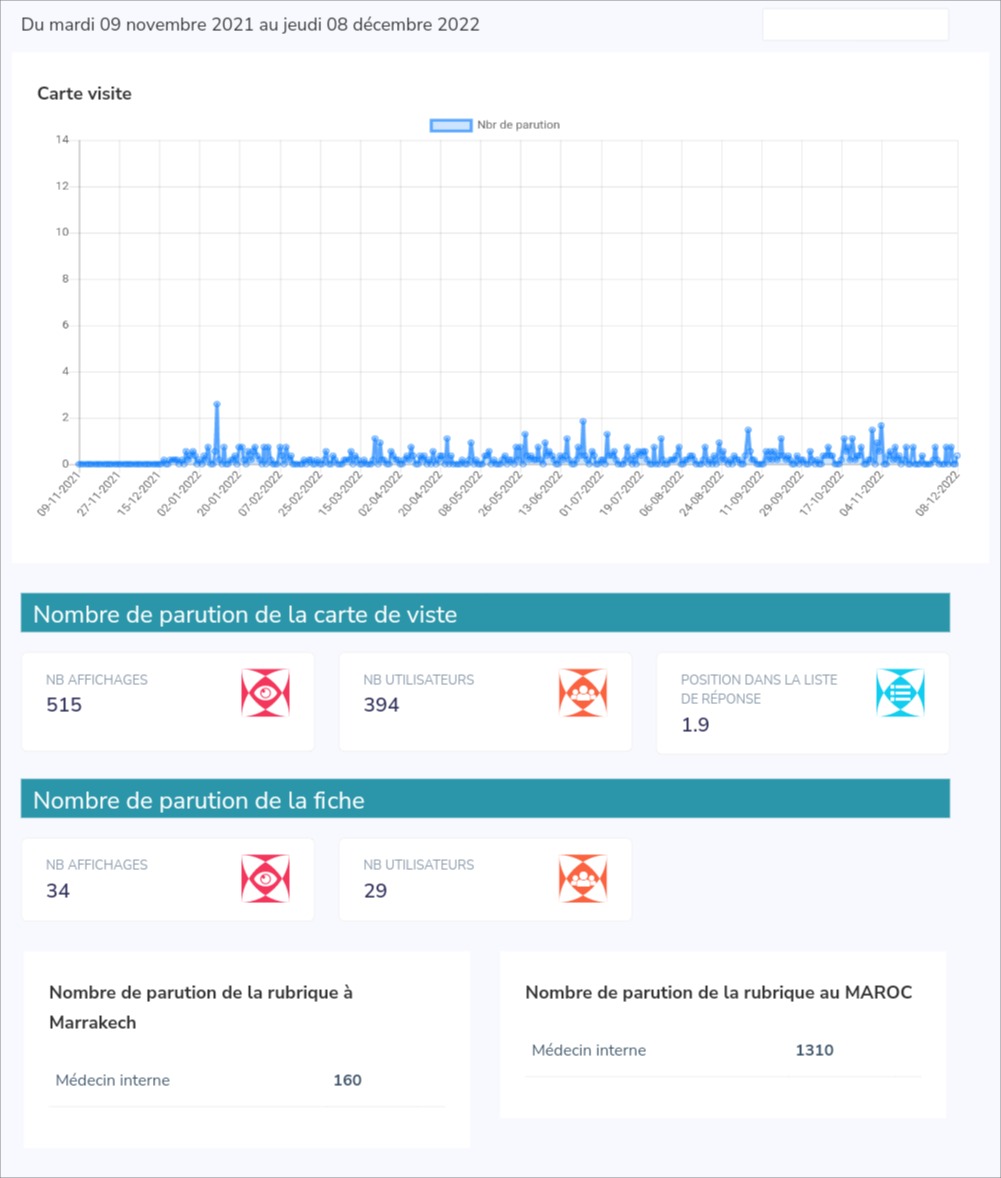 Du mardi 09 novembre 2021 au jeudi 08 décembre 2022
Carte visite
Nbr de parution
14
12
10
8
6
4
2
0
09-11-2021
27-11-2021
15-12-2021
02-01-2022
20-01-2022
07-02-2022
25-02-2022
15-03-2022
02-04-2022
20-04-2022
08-05-2022
26-05-2022
13-06-2022
01-07-2022
19-07-2022
06-08-2022
24-08-2022
11-09-2022
29-09-2022
17-10-2022
04-11-2022
08-12-2022
Nombre de parution de la carte de viste
NB AFFICHAGES
515
NB UTILISATEURS
394
POSITION DANS LA LISTE
DE RÉPONSE
1.9
Nombre de parution de la fiche
NB AFFICHAGES
34
NB UTILISATEURS
29
Nombre de parution de la rubrique à
Marrakech
Médecin interne 160
Nombre de parution de la rubrique au MAROC
Médecin interne 1310